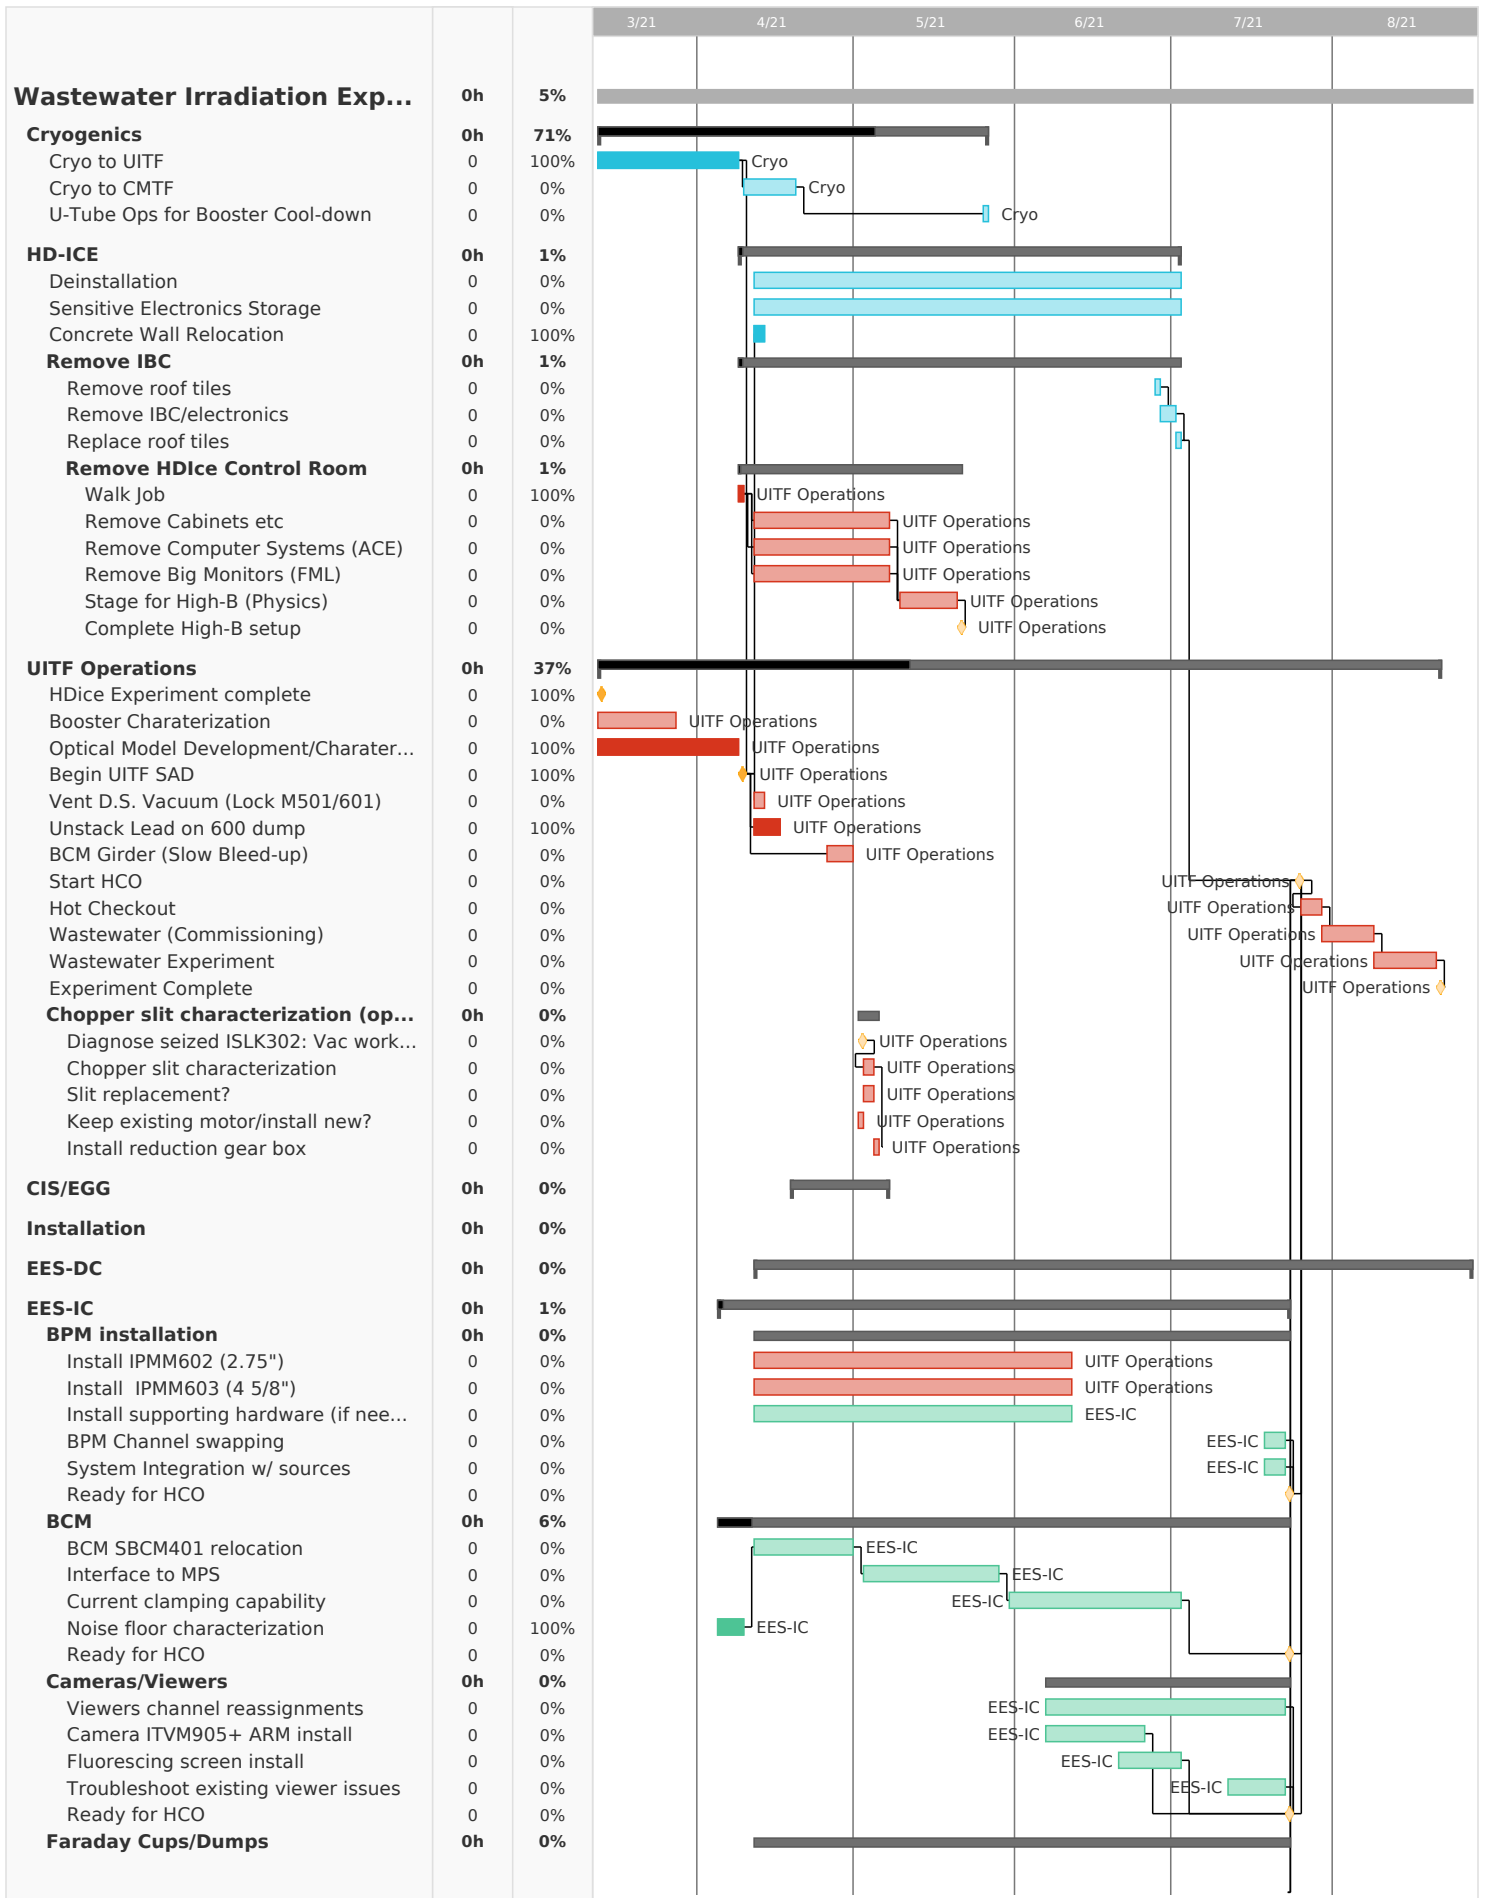 3/21 4/21 5/21 6/21 7/21 8/21
Wastewater Irradiation Exp... 0h 5%
Cryogenics 0h 71%
Cryo to UITF 0 100% Cryo
Cryo to CMTF 0 0% Cryo
U-Tube Ops for Booster Cool-down 0 0% Cryo
HD-ICE 0h 1%
Deinstallation 0 0%
Sensitive Electronics Storage 0 0%
Concrete Wall Relocation 0 100%
Remove IBC 0h 1%
Remove roof tiles 0 0%
Remove IBC/electronics 0 0%
Replace roof tiles 0 0%
Remove HDIce Control Room 0h 1%
Walk Job 0 100% UITF Operations
Remove Cabinets etc 0 0% UITF Operations
Remove Computer Systems (ACE) 0 0% UITF Operations
Remove Big Monitors (FML) 0 0% UITF Operations
Stage for High-B (Physics) 0 0% UITF Operations
Complete High-B setup 0 0% UITF Operations
UITF Operations 0h 37%
HDice Experiment complete 0 100%
Booster Charaterization 0 0% UITF Operations
Optical Model Development/Charater... 0 100% UITF Operations
Begin UITF SAD 0 100% UITF Operations
Vent D.S. Vacuum (Lock M501/601) 0 0% UITF Operations
Unstack Lead on 600 dump 0 100% UITF Operations
BCM Girder (Slow Bleed-up) 0 0% UITF Operations
Start HCO 0 0% UITF Operations
Hot Checkout 0 0% UITF Operations
Wastewater (Commissioning) 0 0% UITF Operations
Wastewater Experiment 0 0% UITF Operations
Experiment Complete 0 0% UITF Operations
Chopper slit characterization (op... 0h 0%
Diagnose seized ISLK302: Vac work... 0 0% UITF Operations
Chopper slit characterization 0 0% UITF Operations
Slit replacement? 0 0% UITF Operations
Keep existing motor/install new? 0 0% UITF Operations
Install reduction gear box 0 0% UITF Operations
CIS/EGG 0h 0%
Installation 0h 0%
EES-DC 0h 0%
EES-IC 0h 1%
BPM installation 0h 0%
Install IPMM602 (2.75") 0 0% UITF Operations
Install IPMM603 (4 5/8") 0 0% UITF Operations
Install supporting hardware (if nee... 0 0% EES-IC
BPM Channel swapping 0 0% EES-IC
System Integration w/ sources 0 0% EES-IC
Ready for HCO 0 0%
BCM 0h 6%
BCM SBCM401 relocation 0 0% EES-IC
Interface to MPS 0 0% EES-IC
Current clamping capability 0 0% EES-IC
Noise floor characterization 0 100% EES-IC
Ready for HCO 0 0%
Cameras/Viewers 0h 0%
Viewers channel reassignments 0 0% EES-IC
Camera ITVM905+ ARM install 0 0% EES-IC
Fluorescing screen install 0 0% EES-IC
Troubleshoot existing viewer issues 0 0% EES-IC
Ready for HCO 0 0%
Faraday Cups/Dumps 0h 0%